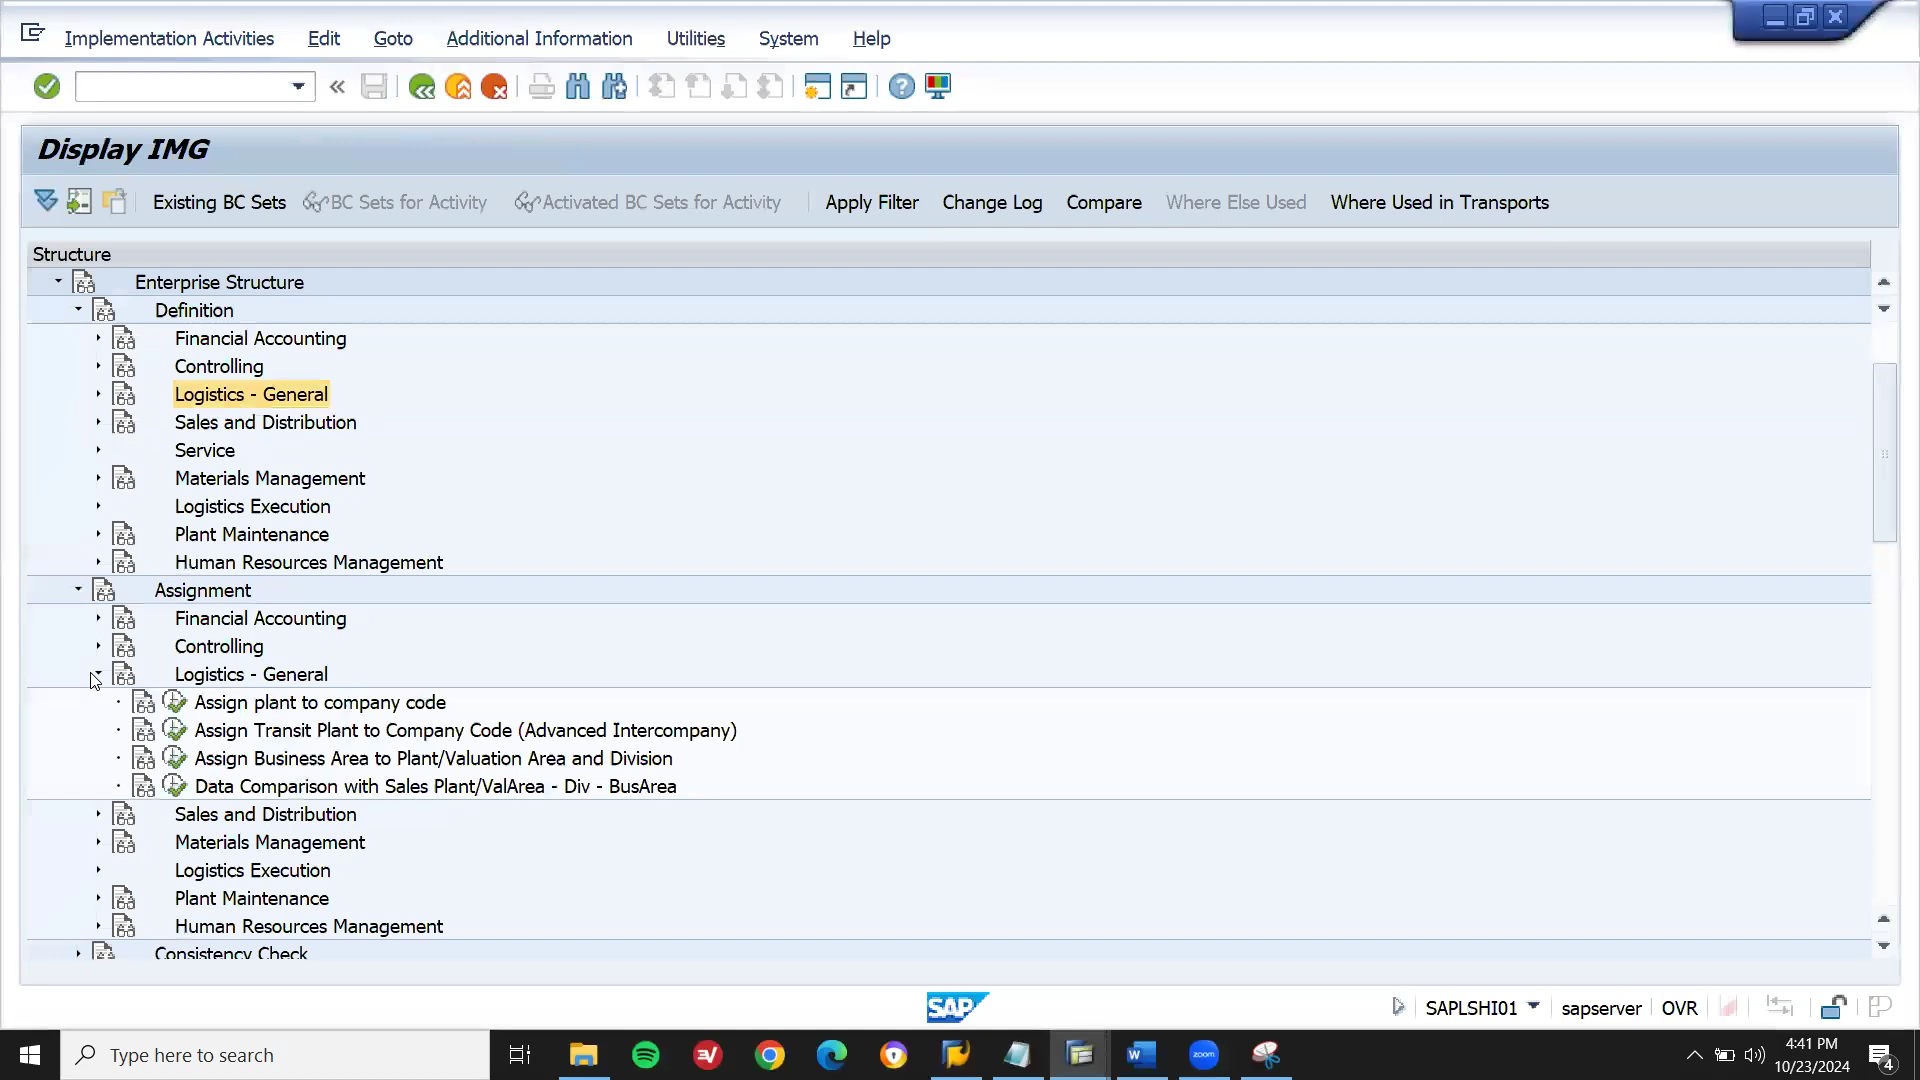 Implementation Activities Edit Goto Additional Information Utilities System Help
Display IMG
Existing BC Sets BC Sets for Activity Activated BC Sets for Activity Apply Filter Change Log Compare Where Else Used Where Used in Transports
Structure
Enterprise Structure
Definition
Financial Accounting
Controlling
Logistics - General
Sales and Distribution
Service
Materials Management
Logistics Execution
Plant Maintenance
Human Resources Management
Assignment
Financial Accounting
Controlling
Logistics - General
Assign plant to company code
Assign Transit Plant to Company Code (Advanced Intercompany)
Assign Business Area to Plant/Valuation Area and Division
Data Comparison with Sales Plant/ValArea - Div - BusArea
Sales and Distribution
Materials Management
Logistics Execution
Plant Maintenance
Human Resources Management
Consistency Check
SAP SAPLSHI01 sapserver OVR
Type here to search
zoom
4:41 PM
10/23/2024
4